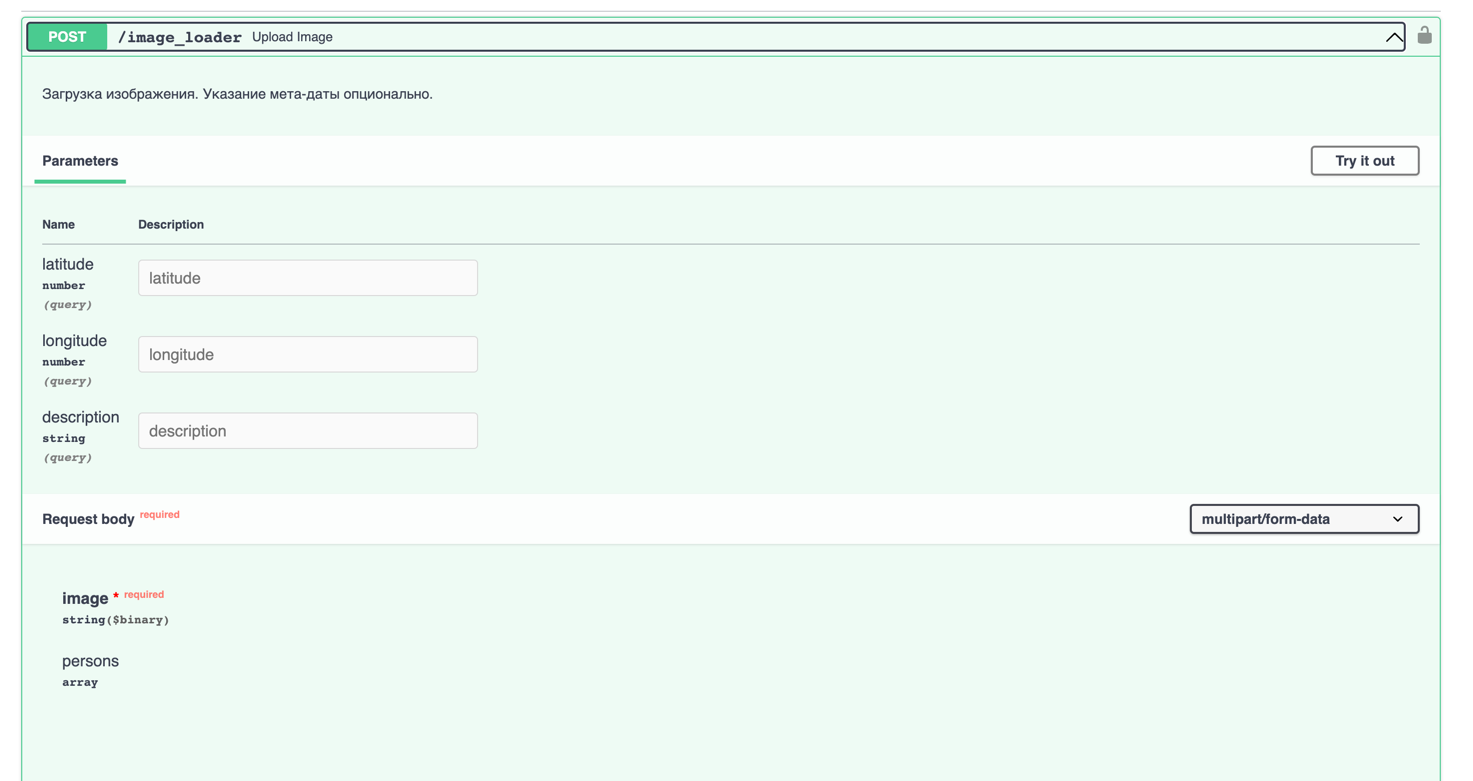 POST /image_loader Upload Image
Загрузка изображения. Указание мета-даты опционально.
Parameters
Try it out
Name Description
latitude
number
(query)
latitude
longitude
number
(query)
longitude
description
string
(query)
description
Request body required
multipart/form-data
image * required
string($binary)
persons
array